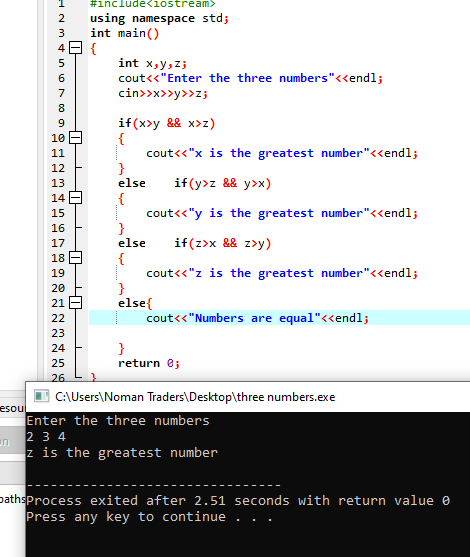 1 #include<iostream>
2 using namespace std;
3 int main()
4 {
5 int x,y,z;
6 cout<<"Enter the three numbers"<<endl;
7 cin>>x>>y>>z;
8
9 if(x>y && x>z)
10 {
11 cout<<"x is the greatest number"<<endl;
12 }
13 else if(y>z && y>x)
14 {
15 cout<<"y is the greatest number"<<endl;
16 }
17 else if(z>x && z>y)
18 {
19 cout<<"z is the greatest number"<<endl;
20 }
21 else{
22 cout<<"Numbers are equal"<<endl;
23
24 }
25 return 0;
26 }
esou
on
paths
C:\Users\Noman Traders\Desktop\three numbers.exe
Enter the three numbers
2 3 4
z is the greatest number
--------------------------------
Process exited after 2.51 seconds with return value 0
Press any key to continue . . .